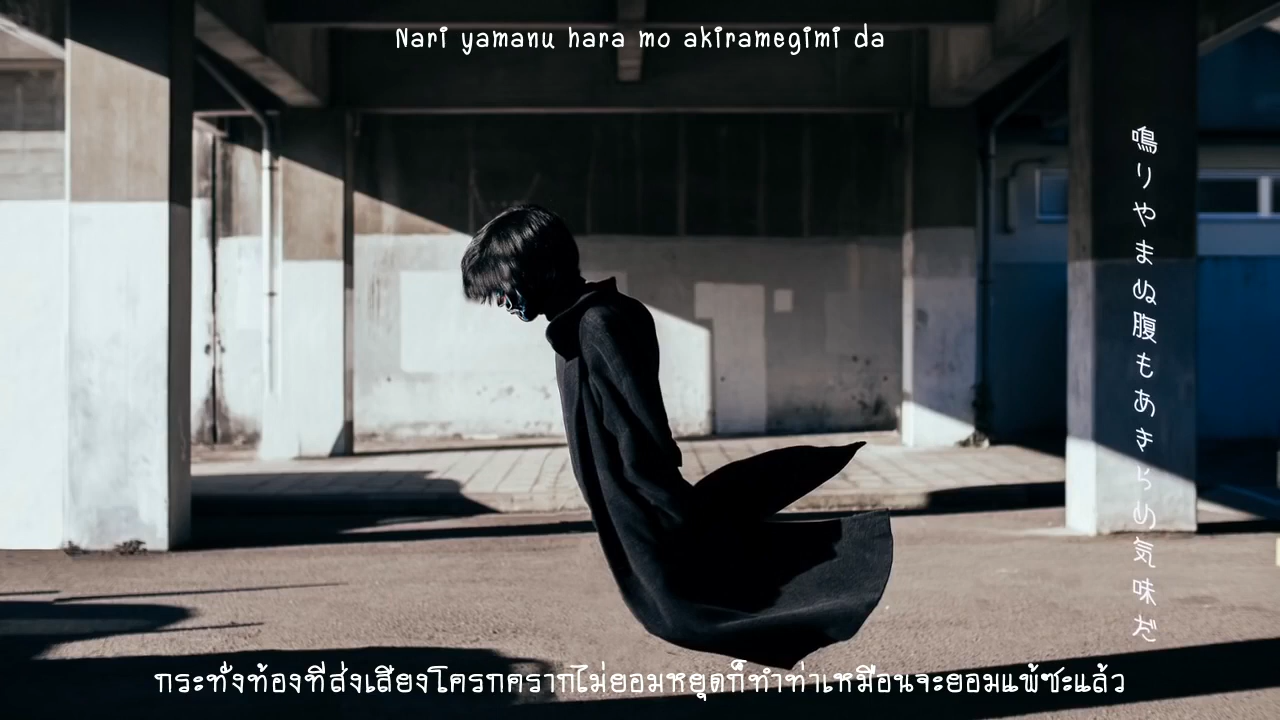 Nari yamanu hara mo akiramegimi da
鳴りやまぬ腹もあきらめ気味だ
กระทั่งท้องที่ส่งเสียงโครกครากไม่ยอมหยุดก็ทำท่าเหมือนจะยอมแพ้ซะแล้ว